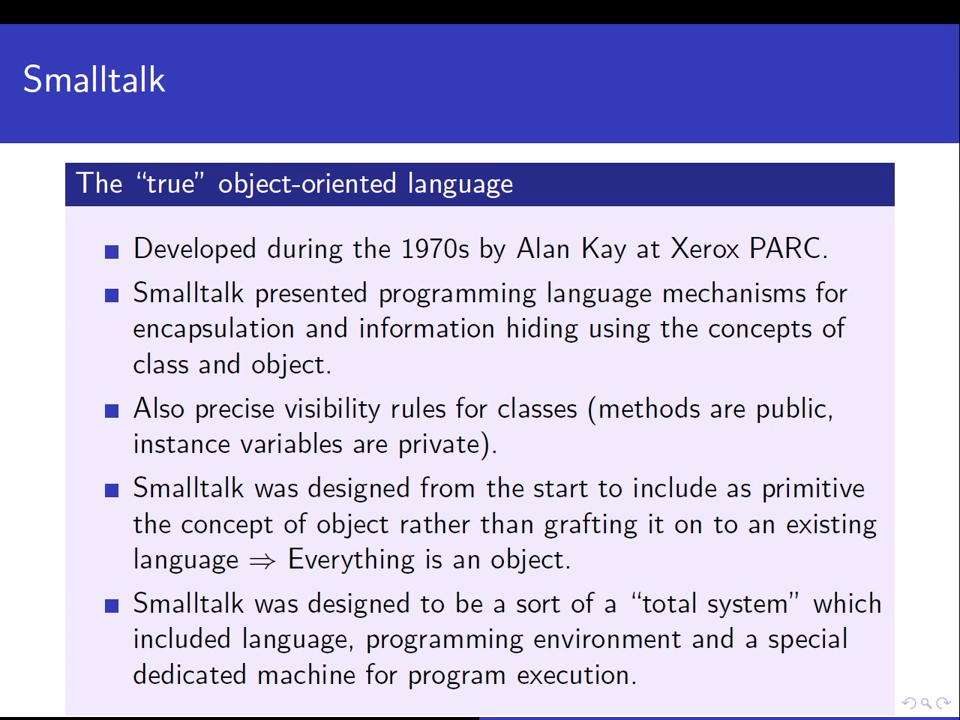 Smalltalk
The “true” object-oriented language
Developed during the 1970s by Alan Kay at Xerox PARC.
Smalltalk presented programming language mechanisms for
encapsulation and information hiding using the concepts of
class and object.
Also precise visibility rules for classes (methods are public,
instance variables are private).
Smalltalk was designed from the start to include as primitive
the concept of object rather than grafting it on to an existing
language ⇒ Everything is an object.
Smalltalk was designed to be a sort of a “total system” which
included language, programming environment and a special
dedicated machine for program execution.